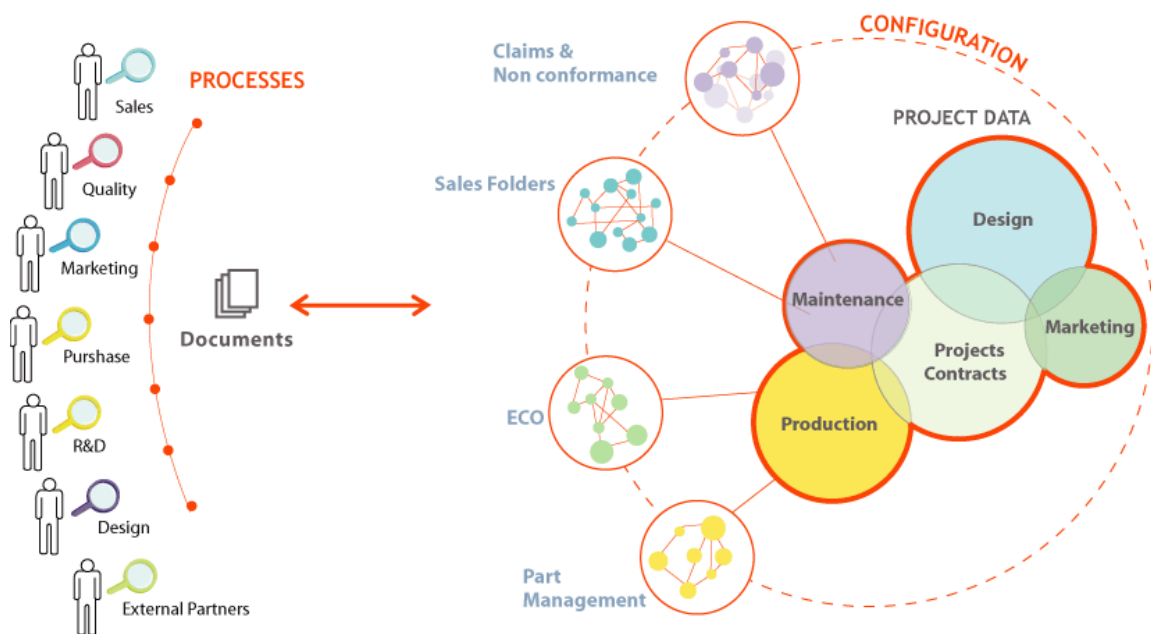 PROCESSES
Sales
Quality
Marketing
Purshase
R&D
Design
External Partners
Documents
Claims &
Non conformance
Sales Folders
ECO
Part
Management
CONFIGURATION
PROJECT DATA
Design
Maintenance
Marketing
Projects
Contracts
Production